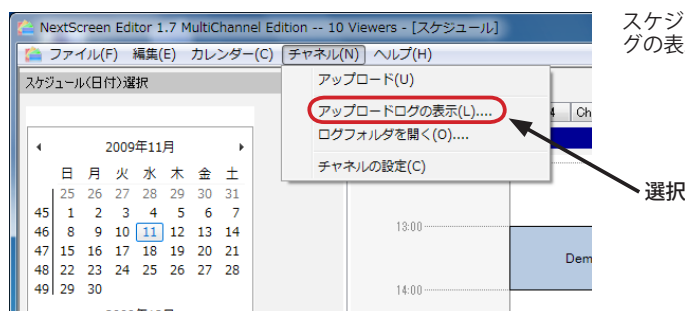 NextScreen Editor 1.7 MultiChannel Edition -- 10 Viewers - [スケジュール]
ファイル(F) 編集(E) カレンダー(C) チャネル(N) ヘルプ(H)
スケジュール(日付)選択
アップロード(U)
アップロードログの表示(L)....
ログフォルダを開く(O)....
チャネルの設定(C)
4 Ch
スケジ
グの表
選択
2009年11月
日 月 火 水 木 金 土
25 26 27 28 29 30 31
45 1 2 3 4 5 6 7
46 8 9 10 11 12 13 14
47 15 16 17 18 19 20 21
48 22 23 24 25 26 27 28
49 29 30
13:00
Dem
14:00